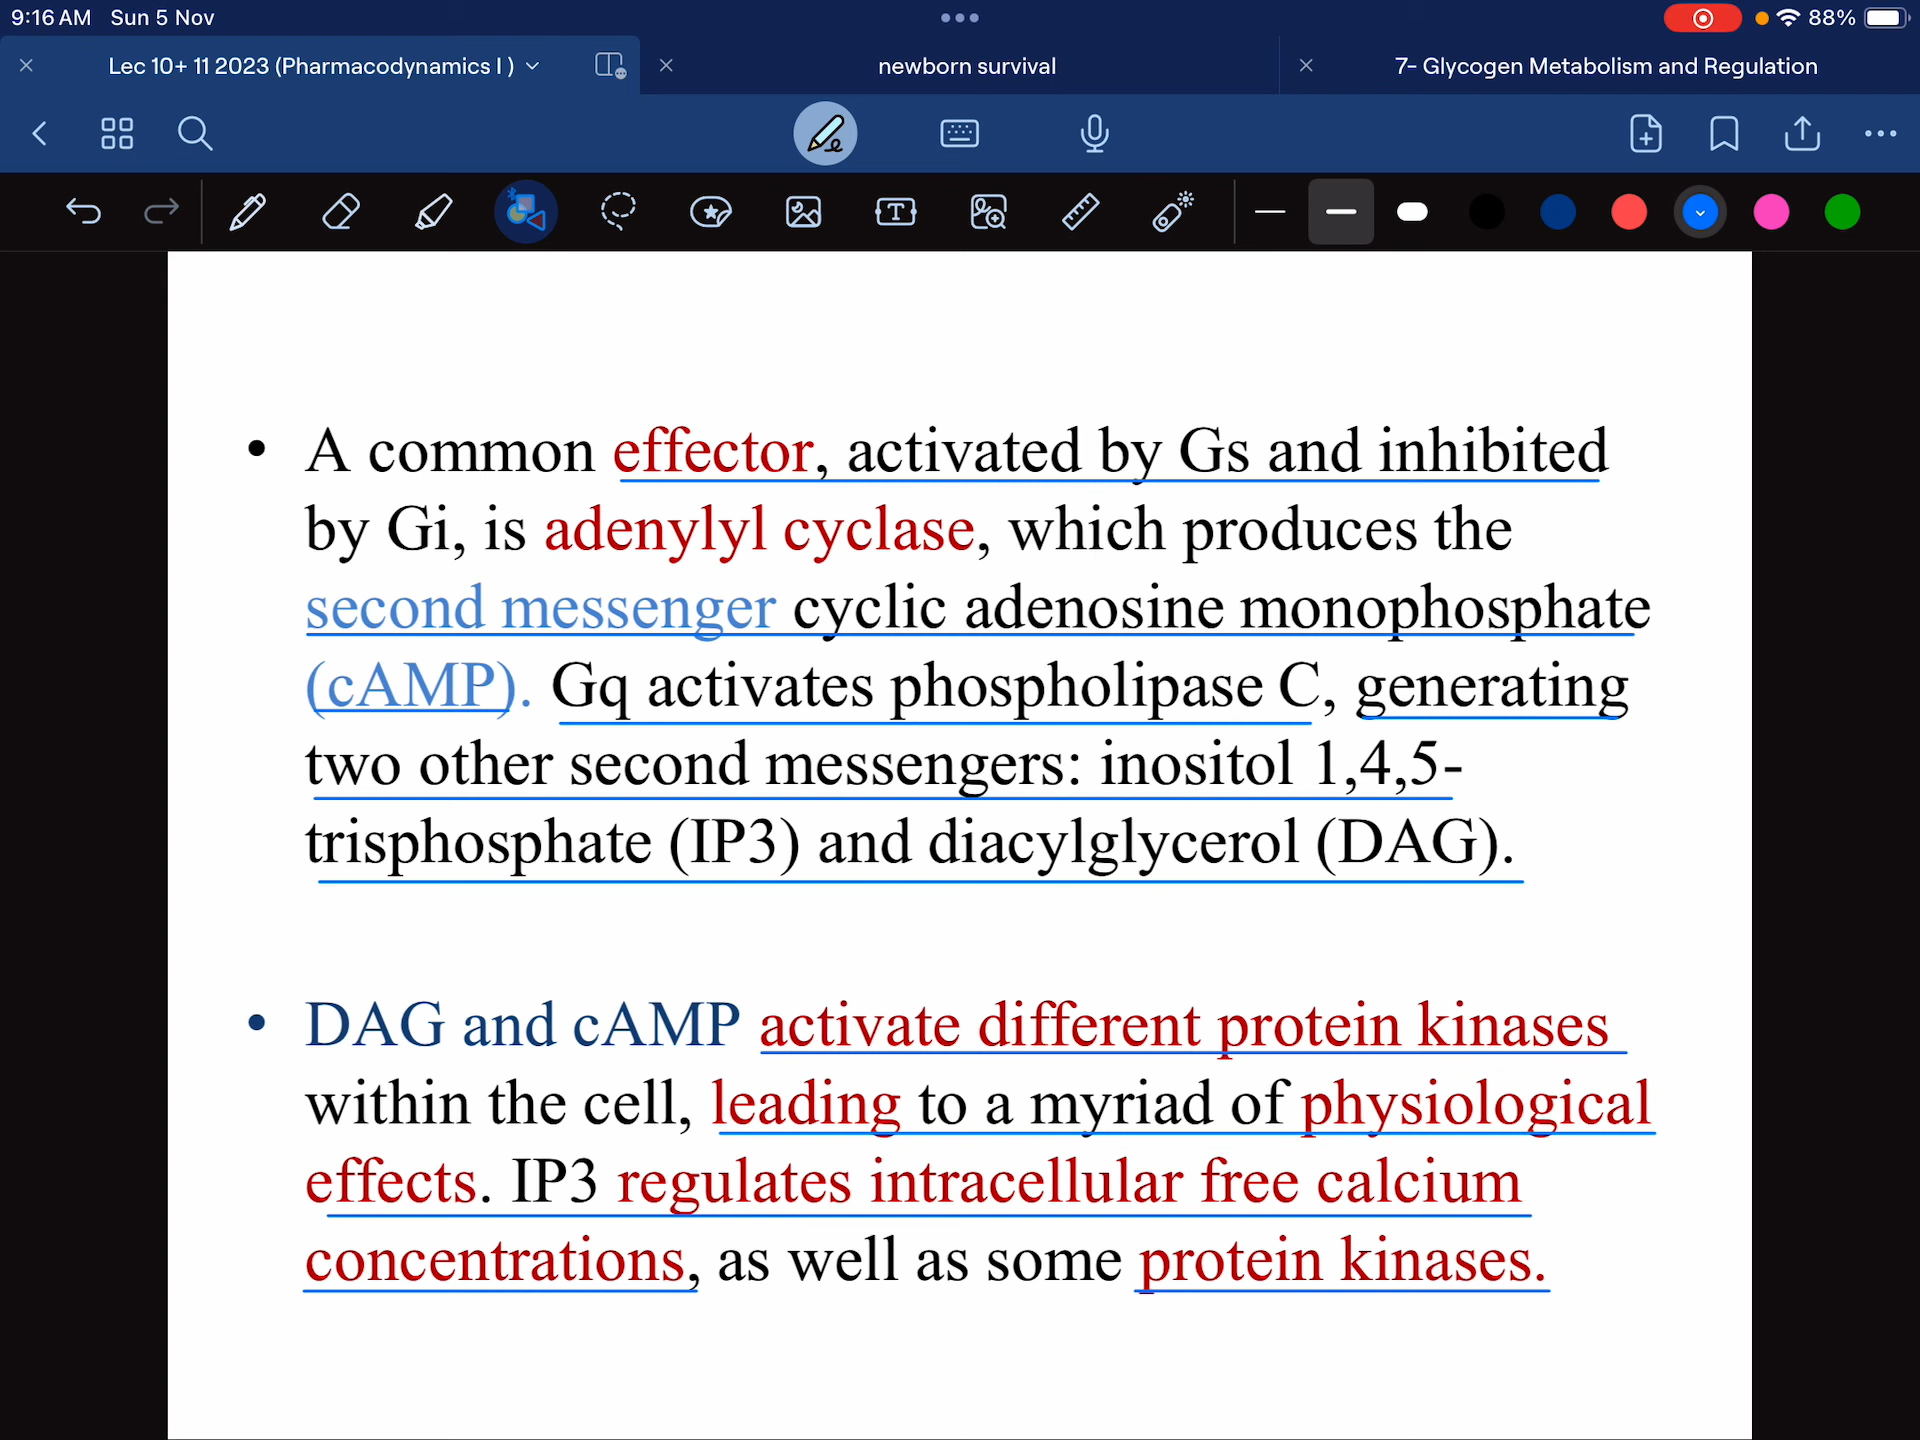 9:16 AM Sun 5 Nov
88%
Lec 10+ 11 2023 (Pharmacodynamics I )
newborn survival
7- Glycogen Metabolism and Regulation
• A common effector, activated by Gs and inhibited
by Gi, is adenylyl cyclase, which produces the
second messenger cyclic adenosine monophosphate
(cAMP). Gq activates phospholipase C, generating
two other second messengers: inositol 1,4,5-
trisphosphate (IP3) and diacylglycerol (DAG).
• DAG and cAMP activate different protein kinases
within the cell, leading to a myriad of physiological
effects. IP3 regulates intracellular free calcium
concentrations, as well as some protein kinases.